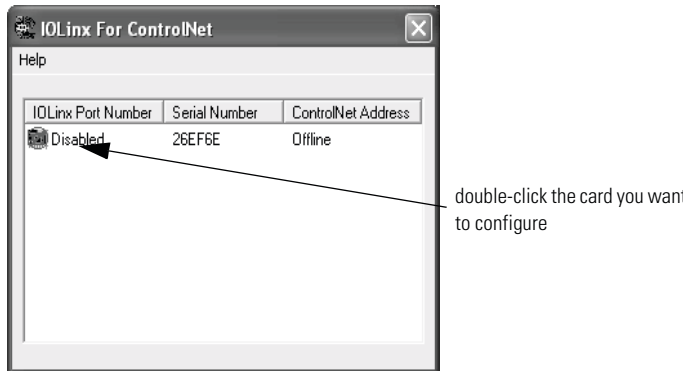 IOLinx For ControlNet
Help
IOLinx Port Number Serial Number ControlNet Address
Disabled 26EF6E Offline
double-click the card you want
to configure